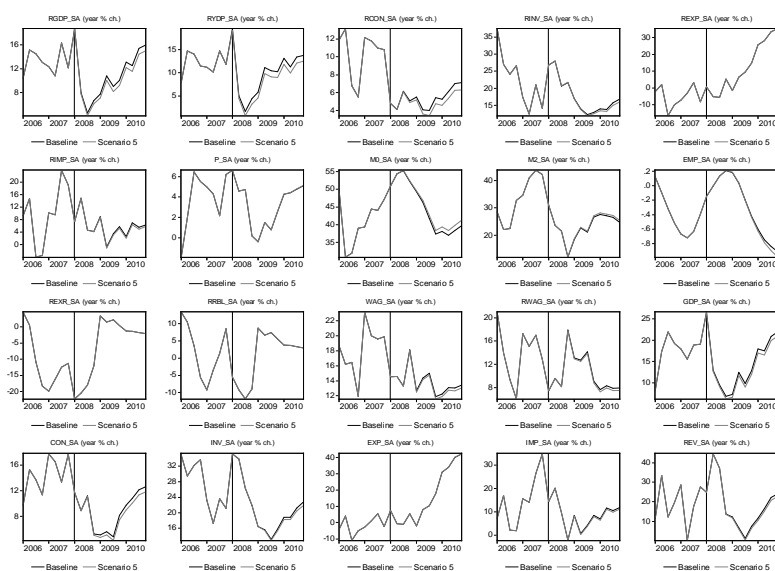 RGDP_SA (year % ch.) RYDP_SA (year % ch.) RCON_SA (year % ch.) RINV_SA (year % ch.) REXP_SA (year % ch.)
16 15 12 35 30
12 10 10 30 20
8 5 8 25 10
6 20 0
4 15 -10
2006 2007 2008 2009 2010 2006 2007 2008 2009 2010 2006 2007 2008 2009 2010 2006 2007 2008 2009 2010 2006 2007 2008 2009 2010
Baseline Scenario 5 Baseline Scenario 5 Baseline Scenario 5 Baseline Scenario 5 Baseline Scenario 5
RIMP_SA (year % ch.) P_SA (year % ch.) M0_SA (year % ch.) M2_SA (year % ch.) EMP_SA (year % ch.)
20 6 55 40 .2
10 4 50 30 .0
0 2 45 20 -.2
0 40 -.4
35 -.6
-.8
2006 2007 2008 2009 2010 2006 2007 2008 2009 2010 2006 2007 2008 2009 2010 2006 2007 2008 2009 2010 2006 2007 2008 2009 2010
Baseline Scenario 5 Baseline Scenario 5 Baseline Scenario 5 Baseline Scenario 5 Baseline Scenario 5
REXR_SA (year % ch.) RRBL_SA (year % ch.) WAG_SA (year % ch.) RWAG_SA (year % ch.) GDP_SA (year % ch.)
0 10 22 20 25
-10 5 20 16 20
-20 0 18 12 15
-5 16 8 10
-10 14
12
2006 2007 2008 2009 2010 2006 2007 2008 2009 2010 2006 2007 2008 2009 2010 2006 2007 2008 2009 2010 2006 2007 2008 2009 2010
Baseline Scenario 5 Baseline Scenario 5 Baseline Scenario 5 Baseline Scenario 5 Baseline Scenario 5
CON_SA (year % ch.) INV_SA (year % ch.) EXP_SA (year % ch.) IMP_SA (year % ch.) REV_SA (year % ch.)
16 32 40 30 40
12 28 30 20 30
8 24 20 10 20
20 10 0 10
16 0
-10
2006 2007 2008 2009 2010 2006 2007 2008 2009 2010 2006 2007 2008 2009 2010 2006 2007 2008 2009 2010 2006 2007 2008 2009 2010
Baseline Scenario 5 Baseline Scenario 5 Baseline Scenario 5 Baseline Scenario 5 Baseline Scenario 5